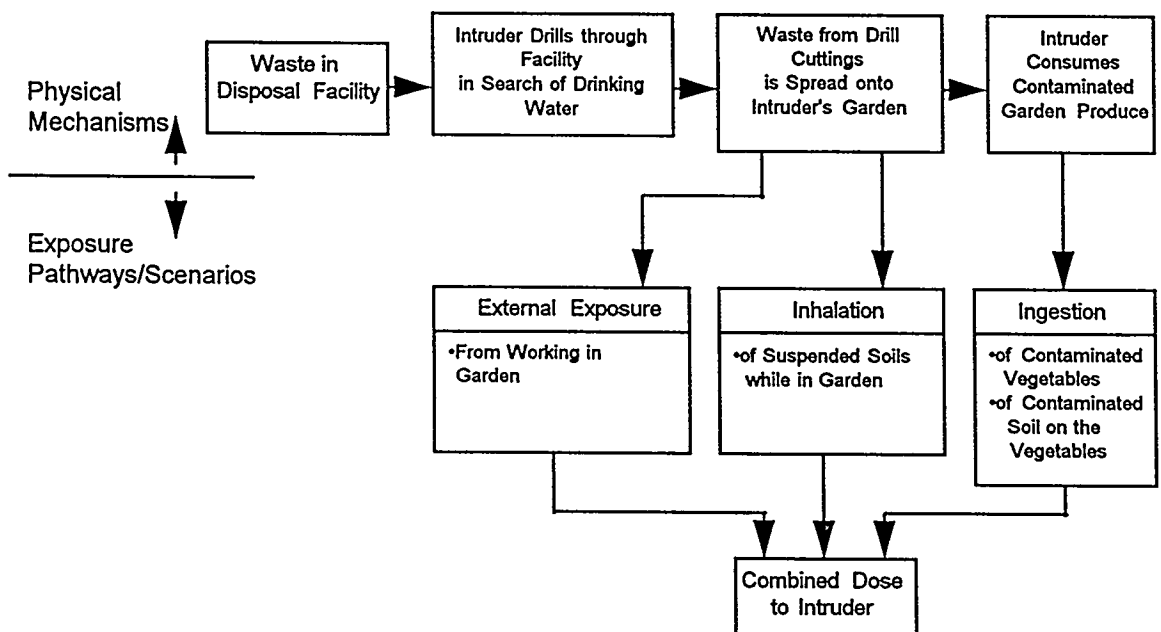 Physical
Mechanisms
Waste in
Disposal Facility
Intruder Drills through
Facility
in Search of Drinking
Water
Waste from Drill
Cuttings
is Spread onto
Intruder's Garden
Intruder
Consumes
Contaminated
Garden Produce
Exposure
Pathways/Scenarios
External Exposure
•From Working in
Garden
Inhalation
•of Suspended Soils
while in Garden
Ingestion
•of Contaminated
Vegetables
•of Contaminated
Soil on the
Vegetables
Combined Dose
to Intruder